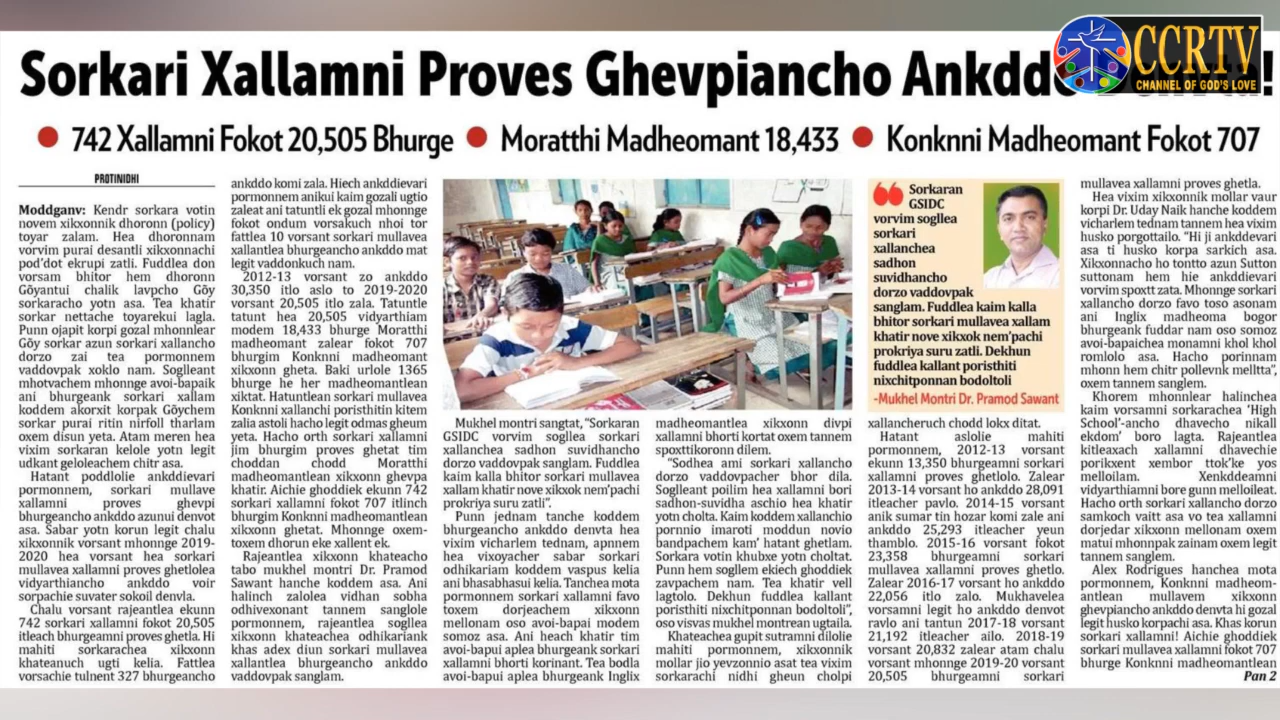 CCRTV
CHANNEL OF GOD'S LOVE
Sorkari Xallamni Proves Ghevpiancho
742 Xallamni Fokot 20,505 Bhurge
Moratthi Madheomant 18,433
Konknni Madheomant Fokot 707
PROTINIDHI
Moddganv: Kendr sorkara votin
novem xikxonnik dhoronn (policy)
toyar zalam. Hea dhoronnam
vorvim purai desantli xikxonnachi
pod'dot ekrupi zatli. Fuddlea don
vorsam bhitor hem dhoronn
Gõyantui chalik lavpcho Gõy
sorkaracho yotn asa. Tea khatir
sorkar nettache toyarekui lagla.
Punn ojapit korpi gozal mhonnlear
Gõy sorkar azun sorkari xallancho
dorzo zai tea pormonnem
vaddovpak xoklo nam. Soglleant
mhotvachem mhonnge avoi-bapaik
ani bhurgeank sorkari xallam
koddem akorxit korpak Gõychem
sorkar purai ritin nirfoll tharlam
oxem disun yeta. Atam meren hea
vixim sorkaran kelole yotn legit
udkant geloleachem chitr asa.
Hatant poddlolie ankddievari
pormonnem, sorkari mullave
xallamni proves ghevpi
bhurgeancho ankddo azunui denvot
asa. Sabar yotn korun legit chalu
xikxonnik vorsant mhonnge 2019-
2020 hea vorsant hea sorkari
mullavea xallamni proves ghetlolea
vidyarthiancho ankddo voir
sorpachie suvater sokoil denvla.
Chalu vorsant rajeantlea ekunn
742 sorkari xallamni fokot 20,505
itleach bhurgeamni proves ghetla. Hi
mahiti sorkarachea xikxonn
khateanuch ugti kelia. Fattlea
vorsachie tulnent 327 bhurgeancho
ankddo komi zala. Hiech ankddievari
pormonnem anikui kaim gozali ugtio
zaleat ani tatuntli ek gozal mhonnge
fokot ondum vorsakuch nhoi tor
fattlea 10 vorsant sorkari mullavea
xallantlea bhurgeancho ankddo mat
legit vaddonkuch nam.
2012-13 vorsant zo ankddo
30,350 itlo aslo to 2019-2020
vorsant 20,505 itlo zala. Tatuntle
tatunt hea 20,505 vidyarthiam
modem 18,433 bhurge Moratthi
madheomant zalear fokot 707
bhurgim Konknni madheomant
xikxonn gheta. Baki urlole 1365
bhurge he her madheomantlean
xiktat. Hatuntlean sorkari mullavea
Konknni xallanchi poristhitin kitem
zalia astoli hacho legit odmas gheum
yeta. Hacho orth sorkari xallamni
jim bhurgim proves ghetat tim
choddan chodd Moratthi
madheomantlean xikxonn ghevpa
khatir. Aichie ghoddiek ekunn 742
sorkari xallamni fokot 707 itlinch
bhurgim Konknni madheomantlean
xikxonn ghetat. Mhonnge oxem-
toxem dhorun eke xallent ek.
Rajeantlea xikxonn khateacho
tabo mukhel montri Dr. Pramod
Sawant hanche koddem asa. Ani
halinch zalolea vidhan sobha
odhivexonant tannem sanglole
pormonnem, rajeantlea sogllea
xikxonn khateachea odhikariank
khas adex diun sorkari mullavea
xallantlea bhurgeancho ankddo
vaddovpak sanglam.
Mukhel montri sangtat, “Sorkaran
GSIDC vorvim sogllea sorkari
xallanchea sadhon suvidhancho
dorzo vaddovpak sanglam. Fuddlea
kaim kalla bhitor sorkari mullavea
xallam khatir nove xikxok nem'pachi
prokriya suru zatli”.
Punn jednam tanche koddem
bhurgeancho ankddo denvta hea
vixim vicharlem tednam, apnnem
hea vixoyacher sabar sorkari
odhikariam koddem vaspus kelia
ani bhasabhasui kelia. Tanchea mota
pormonnem sorkari xallamni favo
toxem dorjeachem xikxonn
mellonam oso avoi-bapai modem
somoz asa. Ani heach khatir tim
avoi-bapui aplea bhurgeank sorkari
xallamni bhorti korinant. Tea bodla
avoi-bapui aplea bhurgeank Inglix
madheomantlea xikxonn divpi
xallamni bhorti kortat oxem tannem
spoxttikoronn dilem.
“Sodhea ami sorkari xallancho
dorzo vaddovpacher bhor dila.
Soglleant poilim hea xallamni bori
sadhon-suvidha aschio hea khatir
yotn cholta. Kaim koddem xallanchio
pornnio imaroti moddun novio
bandpachem kam' hatant ghetlam.
Sorkara votin khubxe yotn choltat.
Punn hem sogllem ekiech ghoddiek
zavpachem nam. Tea khatir vell
lagtolo. Dekhun fuddlea kallant
poristhiti nixchitponnan bodoltoli”,
oso visvas mukhel montrean ugtaila.
Khateachea gupit sutramni dilolie
mahiti pormonnem, xikxonnik
mollar jio yevzonnio asat tea vixim
sorkarachi nidhi gheun cholpi
Sorkaran
GSIDC
vorvim sogllea
sorkari
xallanchea
sadhon
suvidhancho
dorzo vaddovpak
sanglam. Fuddlea kaim kalla
bhitor sorkari mullavea xallam
khatir nove xikxok nem'pachi
prokriya suru zatli. Dekhun
fuddlea kallant poristhiti
nixchitponnan bodoltoli
-Mukhel Montri Dr. Pramod Sawant
xallancheruch chodd lokx ditat.
Hatant aslolie mahiti
pormonnem, 2012-13 vorsant
ekunn 13,350 bhurgeamni sorkari
xallamni proves ghetlolo. Zalear
2013-14 vorsant ho ankddo 28,091
itleacher pavlo. 2014-15 vorsant to
anik sumar tin hozar komi zale ani
ankddo 25,293 itleacher yeun
thamblo. 2015-16 vorsant fokot
23,358 bhurgeamni sorkari
mullavea xallamni proves ghetlo.
Zalear 2016-17 vorsant ho ankddo
22,056 itlo zalo. Mukhavelea
vorsamni legit ho ankddo denvot
ravlo ani tantun 2017-18 vorsant
21,192 itleacher ailo. 2018-19
vorsant 20,832 zalear atam chalu
vorsant mhonnge 2019-20 vorsant
20,505 bhurgeamni sorkari
mullavea xallamni proves ghetla.
Hea vixim xikxonnik mollar vaur
korpi Dr. Uday Naik hanche koddem
vicharlem tednam tannem hea vixim
husko porgottailo. “Hi ji ankddevari
asa ti husko korpa sarkich asa.
Xikxonnacho ho tontto azun Sutton
suttonam hem hie ankddievari
vorvim spoxtt zata. Mhonnge sorkari
xallancho dorzo favo toso asonam
ani Inglix madheoma bogor
bhurgeank fuddar nam oso somoz
avoi-bapaichea monamni khol khol
romlolo asa. Hacho porinnam
mhonn hem chitr pollevnk mellta”,
oxem tannem sanglem.
Khorem mhonnlear halinchea
kaim vorsamni sorkarachea ‘High
School’-ancho dhavecho nikall
ekdom' boro lagta. Rajeantlea
kitleaxach xallamni dhavechie
porikxent xembor ttok'ke yos
melloilam. Xenkddeamni
vidyarthiamni bore gunn melloileat.
Hacho orth sorkari xallancho dorzo
samkoch vaitt asa vo tea xallamni
dorjedar xikxonn mellonam oxem
matui mhonnpak zainam oxem legit
tannem sanglem.
Alex Rodrigues hanchea mota
pormonnem, Konknni madheom-
antlean mullavem xikxonn
ghevpiancho ankddo denvta hi gozal
legit husko korpachi asa. Khas korun
sorkari xallamni! Aichie ghoddiek
sorkari mullavea xallamni fokot 707
bhurge Konknni madheomantlean
Pan 2